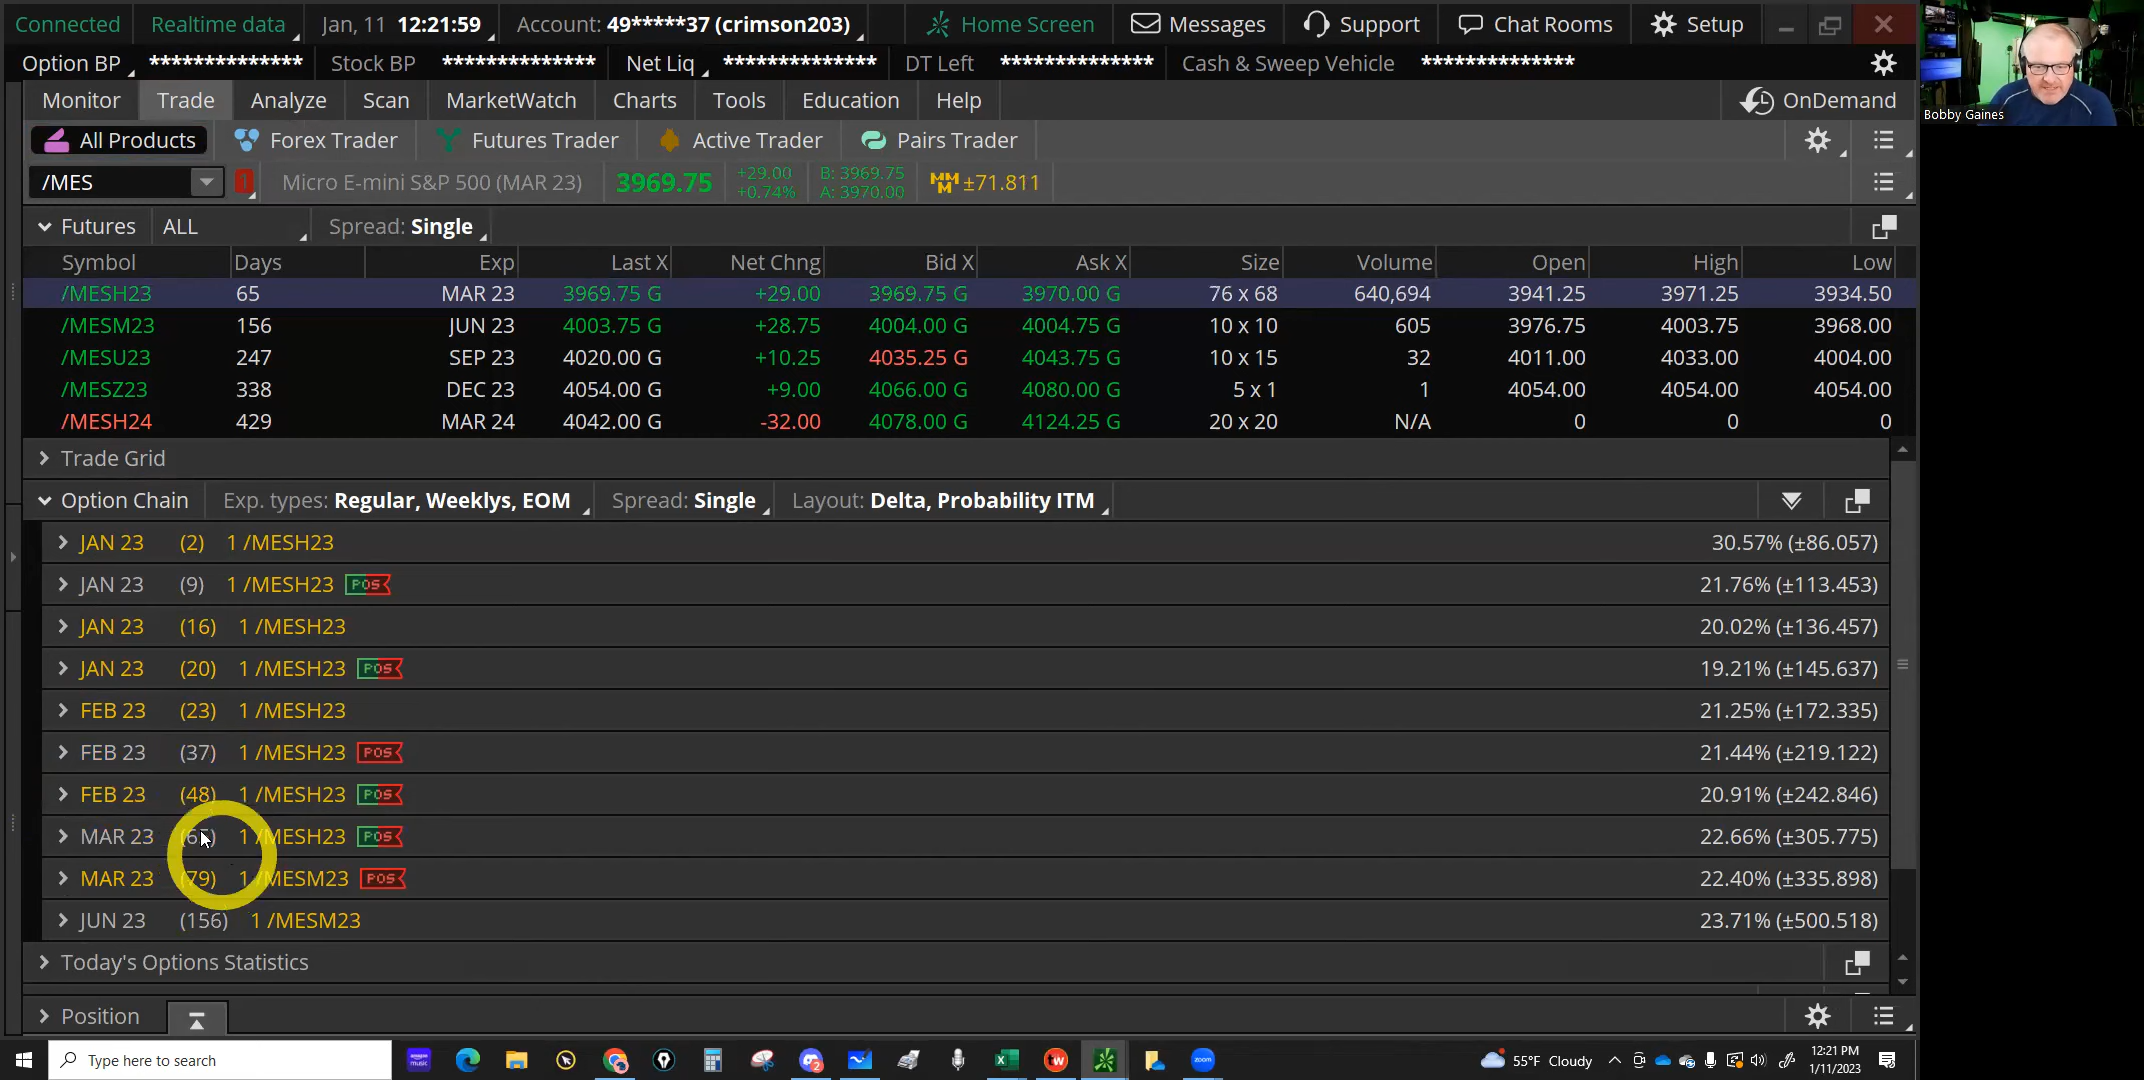 Connected Realtime data Jan, 11 12:21:59 Account: 49*****37 (crimson203) Home Screen Messages Support Chat Rooms Setup
Option BP ************** Stock BP ************** Net Liq ************** DT Left ************** Cash & Sweep Vehicle **************
Bobby Gaines
Monitor Trade Analyze Scan MarketWatch Charts Tools Education Help OnDemand
All Products Forex Trader Futures Trader Active Trader Pairs Trader
/MES 1 Micro E-mini S&P 500 (MAR 23) 3969.75 +29.00 B: 3969.75 MMM ±71.811
+0.74% A: 3970.00
Futures ALL Spread: Single
Symbol Days Exp Last X Net Chng Bid X Ask X Size Volume Open High Low
/MESH23 65 MAR 23 3969.75 G +29.00 3969.75 G 3970.00 G 76 x 68 640,694 3941.25 3971.25 3934.50
/MESM23 156 JUN 23 4003.75 G +28.75 4004.00 G 4004.75 G 10 x 10 605 3976.75 4003.75 3968.00
/MESU23 247 SEP 23 4020.00 G +10.25 4035.25 G 4043.75 G 10 x 15 32 4011.00 4033.00 4004.00
/MESZ23 338 DEC 23 4054.00 G +9.00 4066.00 G 4080.00 G 5 x 1 1 4054.00 4054.00 4054.00
/MESH24 429 MAR 24 4042.00 G -32.00 4078.00 G 4124.25 G 20 x 20 N/A 0 0 0
Trade Grid
Option Chain Exp. types: Regular, Weeklys, EOM Spread: Single Layout: Delta, Probability ITM
JAN 23 (2) 1 /MESH23 30.57% (±86.057)
JAN 23 (9) 1 /MESH23 POS 21.76% (±113.453)
JAN 23 (16) 1 /MESH23 20.02% (±136.457)
JAN 23 (20) 1 /MESH23 POS 19.21% (±145.637)
FEB 23 (23) 1 /MESH23 21.25% (±172.335)
FEB 23 (37) 1 /MESH23 POS 21.44% (±219.122)
FEB 23 (48) 1 /MESH23 POS 20.91% (±242.846)
MAR 23 (65) 1 /MESH23 POS 22.66% (±305.775)
MAR 23 (79) 1 /MESM23 POS 22.40% (±335.898)
JUN 23 (156) 1 /MESM23 23.71% (±500.518)
Today's Options Statistics
Position
Type here to search amazon music 2 zoom 55°F Cloudy 12:21 PM
1/11/2023